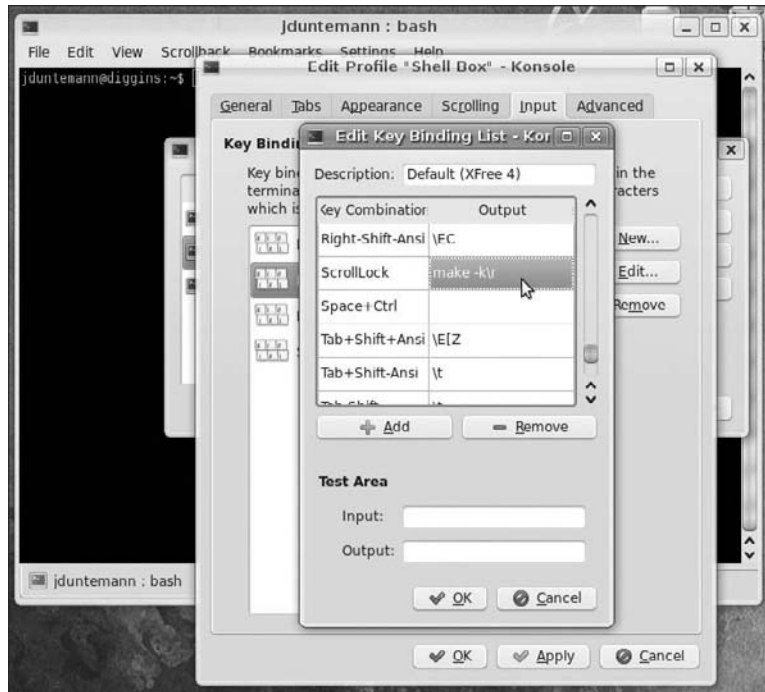 jduntemann : bash
File Edit View Scrollback Bookmarks Settings Help
jduntemann@diggins:~$
Edit Profile "Shell Box" - Konsole
General Tabs Appearance Scrolling Input Advanced
Edit Key Binding List - Kor
Key Bindi
Key bin
in the
termina
racters
which is
Description: Default (XFree 4)
Key Combination Output
Right-Shift-Ansi \EC
ScrollLock make -k\r
Space+Ctrl
Tab+Shift+Ansi \E[Z
Tab+Shift-Ansi \t
New...
Edit...
Remove
Add Remove
Test Area
Input:
Output:
OK Cancel
jduntemann : bash
OK Apply Cancel